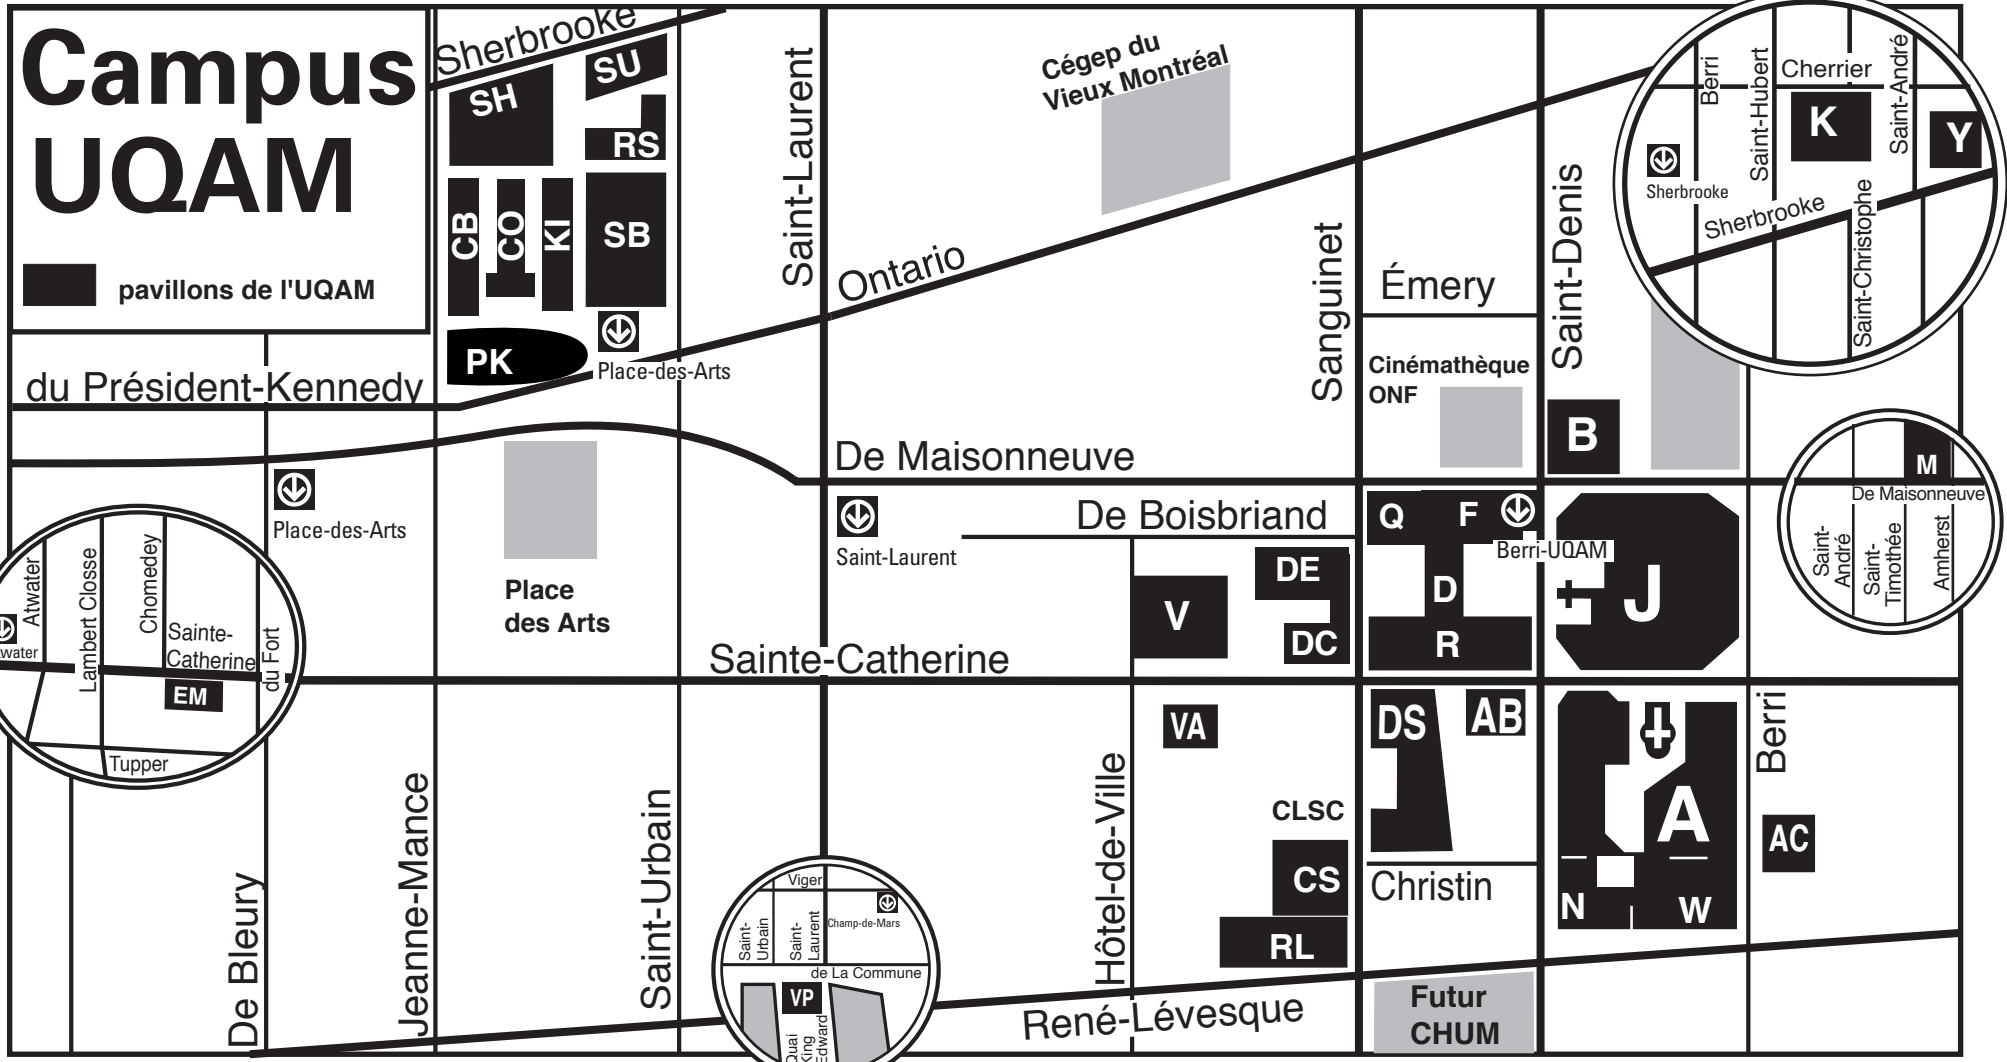 Campus
UQAM
pavillons de l'UQAM
Sherbrooke
SH
SU
RS
CB
CO
KI
SB
PK
Place-des-Arts
du Président-Kennedy
Saint-Laurent
Ontario
Cégep du
Vieux Montréal
Sanguinet
Émery
Saint-Denis
Cinémathèque
ONF
B
Berri
Saint-Hubert
Cherrier
Saint-André
K
Y
Sherbrooke
Sherbrooke
Saint-Christophe
De Maisonneuve
Place-des-Arts
Place
des Arts
Saint-Laurent
De Boisbriand
Q
F
Berri-UQAM
DE
D
V
DC
R
J
M
De Maisonneuve
Saint-
André
Saint-
Timothée
Amherst
Atwater
Lambert Closse
Chomedey
Sainte-
Catherine
du Fort
water
EM
Tupper
Sainte-Catherine
VA
DS
AB
A
Berri
AC
CLSC
CS
Christin
N
W
RL
De Bleury
Jeanne-Mance
Saint-Urbain
Hôtel-de-Ville
Viger
Saint-
Urbain
Saint-
Laurent
Champ-de-Mars
de La Commune
VP
Quai
King
Edward
René-Lévesque
Futur
CHUM